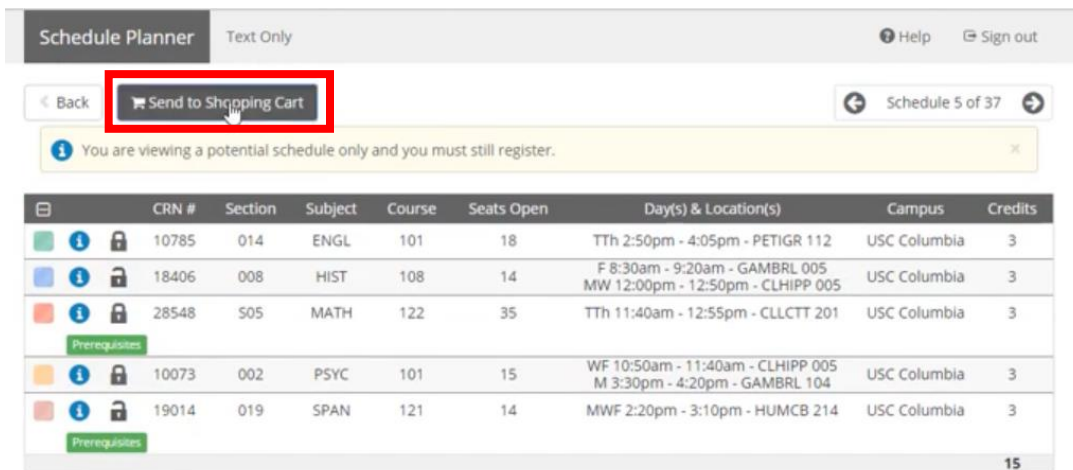 Schedule Planner Text Only Help Sign out
Back Send to Shopping Cart Schedule 5 of 37
You are viewing a potential schedule only and you must still register.
CRN # Section Subject Course Seats Open Day(s) & Location(s) Campus Credits
10785 014 ENGL 101 18 TTh 2:50pm - 4:05pm - PETIGR 112 USC Columbia 3
18406 008 HIST 108 14 F 8:30am - 9:20am - GAMBRL 005 USC Columbia 3
MW 12:00pm - 12:50pm - CLHIPP 005
28548 S05 MATH 122 35 TTh 11:40am - 12:55pm - CLLCTT 201 USC Columbia 3
Prerequisites
10073 002 PSYC 101 15 WF 10:50am - 11:40am - CLHIPP 005 USC Columbia 3
M 3:30pm - 4:20pm - GAMBRL 104
19014 019 SPAN 121 14 MWF 2:20pm - 3:10pm - HUMCB 214 USC Columbia 3
Prerequisites
15